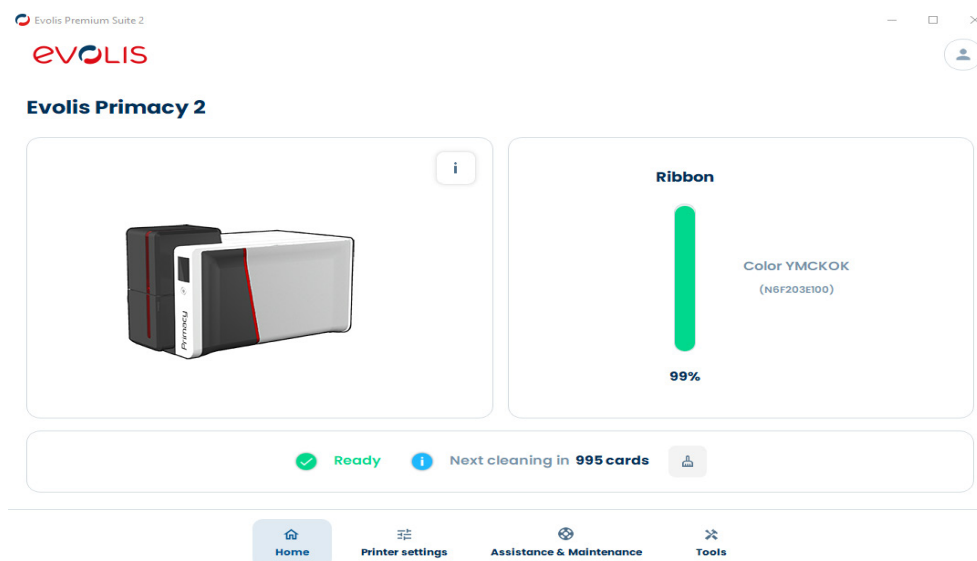 Evolis Premium Suite 2
evolis
Evolis Primacy 2
i
Primacy
Ribbon
Color YMCKOK
(N6F203E100)
99%
Ready
i
Next cleaning in 995 cards
Home
Printer settings
Assistance & Maintenance
Tools